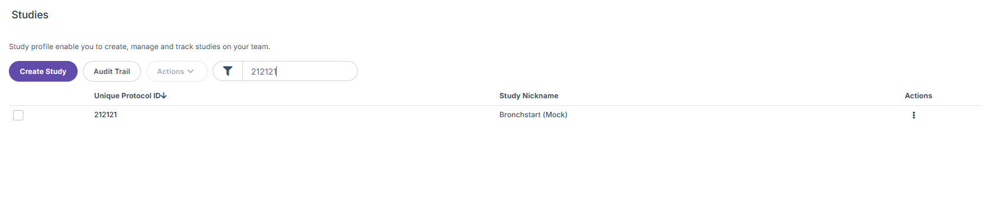 Studies
Study profile enable you to create, manage and track studies on your team.
Create Study Audit Trail Actions 212121
Unique Protocol ID Study Nickname Actions
212121 Bronchstart (Mock)